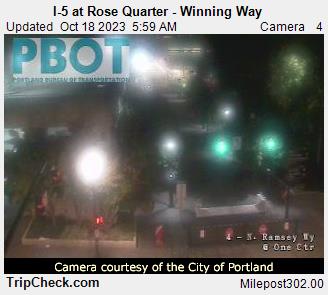 I-5 at Rose Quarter - Winning Way
Updated Oct 18 2023 5:59 AM Camera 4
PBOT
PORTLAND BUREAU OF TRANSPORTATION
4 - N. Ramsey Wy
@ One Ctr
Camera courtesy of the City of Portland
TripCheck.com Milepost302.00